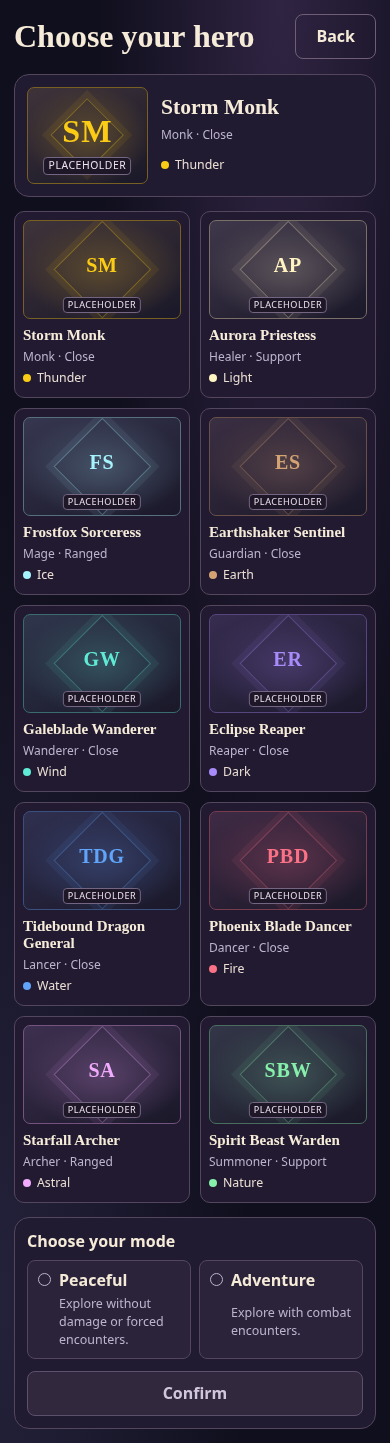 Choose your hero
Back
SM
PLACEHOLDER
Storm Monk
Monk · Close
Thunder
SM
PLACEHOLDER
Storm Monk
Monk · Close
Thunder
AP
PLACEHOLDER
Aurora Priestess
Healer · Support
Light
FS
PLACEHOLDER
Frostfox Sorceress
Mage · Ranged
Ice
ES
PLACEHOLDER
Earthshaker Sentinel
Guardian · Close
Earth
GW
PLACEHOLDER
Galeblade Wanderer
Wanderer · Close
Wind
ER
PLACEHOLDER
Eclipse Reaper
Reaper · Close
Dark
TDG
PLACEHOLDER
Tidebound Dragon
General
Lancer · Close
Water
PBD
PLACEHOLDER
Phoenix Blade Dancer
Dancer · Close
Fire
SA
PLACEHOLDER
Starfall Archer
Archer · Ranged
Astral
SBW
PLACEHOLDER
Spirit Beast Warden
Summoner · Support
Nature
Choose your mode
Peaceful
Explore without
damage or forced
encounters.
Adventure
Explore with combat
encounters.
Confirm